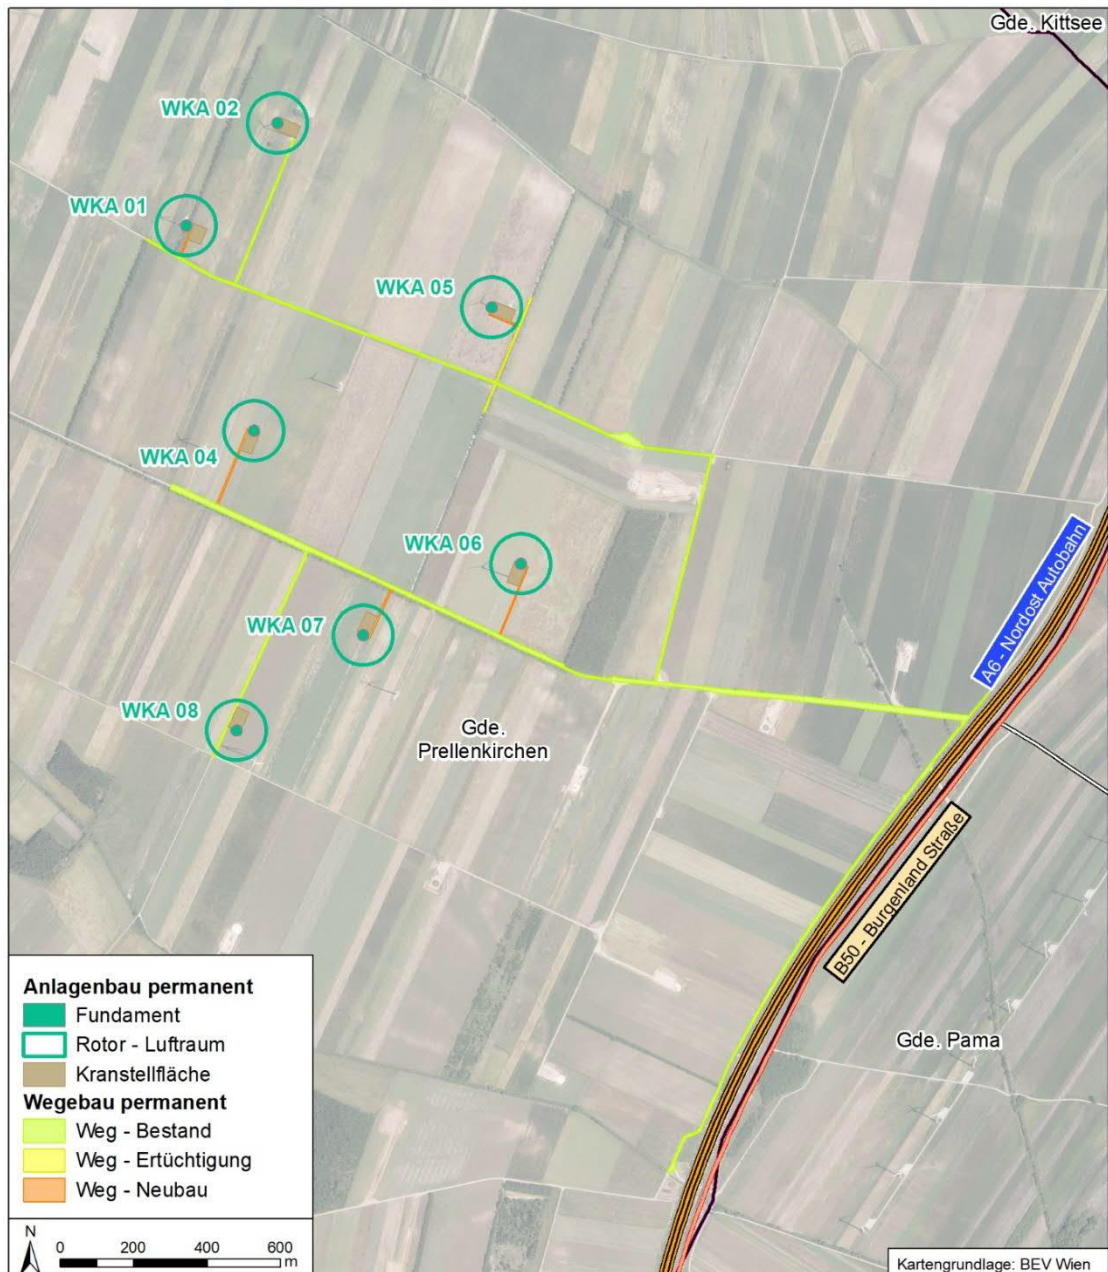 Gde. Kittsee
WKA 02
WKA 01
WKA 05
WKA 04
WKA 06
A6 - Nordost Autobahn
WKA 07
WKA 08
Gde.
Prellenkirchen
B50 - Burgenland Straße
Gde. Pama
Anlagenbau permanent
Fundament
Rotor - Luftraum
Kranstellfläche
Wegebau permanent
Weg - Bestand
Weg - Ertüchtigung
Weg - Neubau
N
0 200 400 600
m
Kartengrundlage: BEV Wien